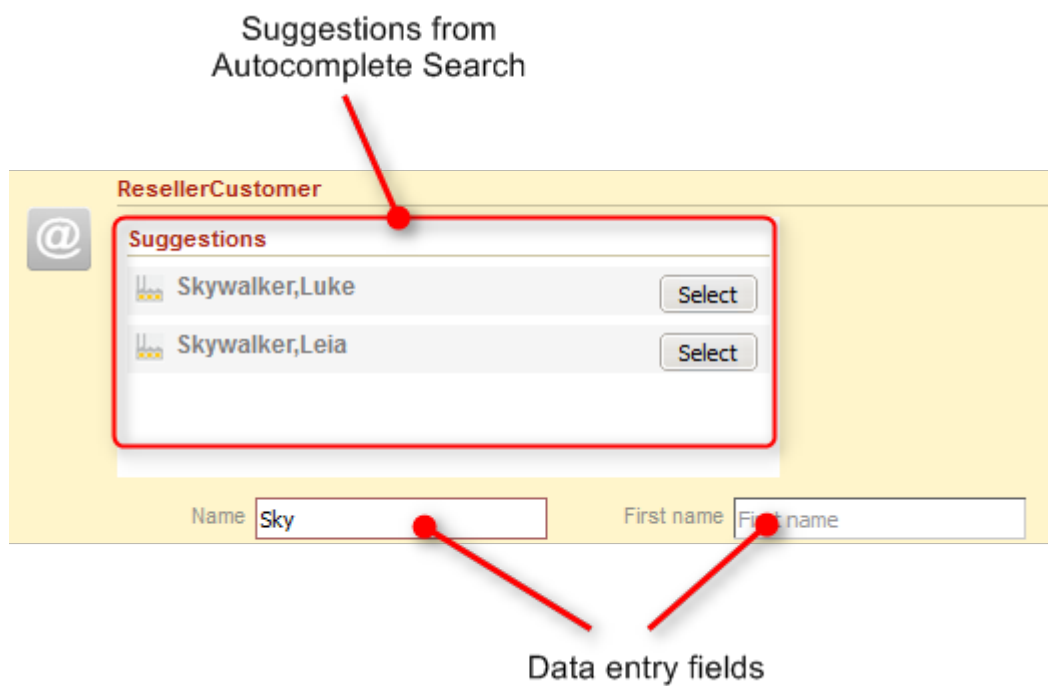 Suggestions from
Autocomplete Search
ResellerCustomer
@
Suggestions
Skywalker,Luke Select
Skywalker,Leia Select
Name Sky First name First name
Data entry fields